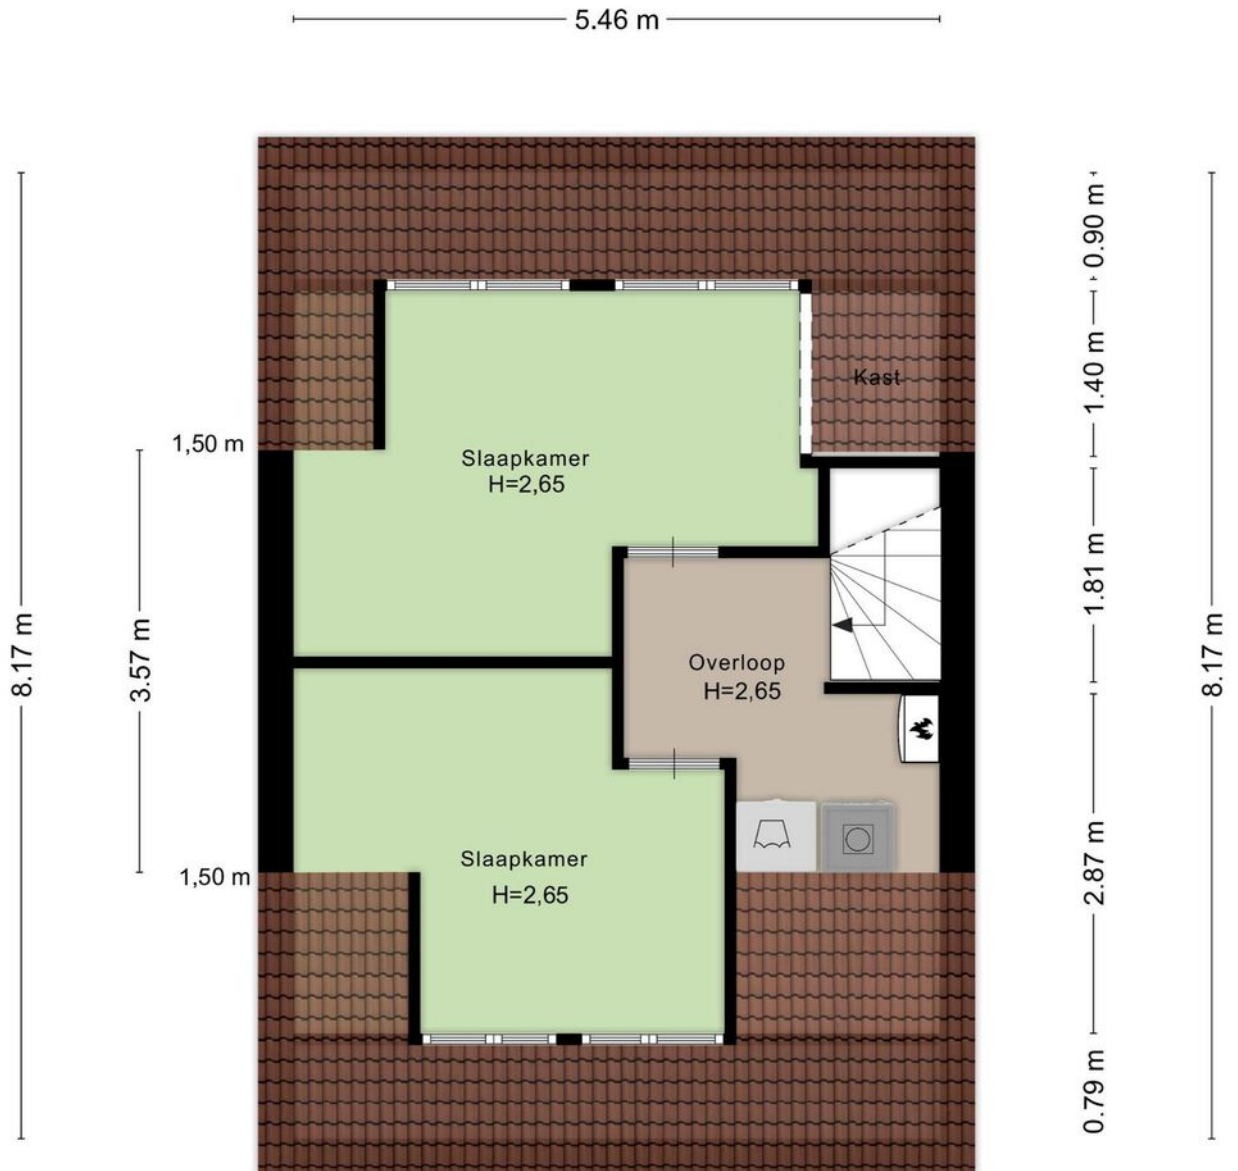 5.46 m
0.90 m
1.40 m
Kast
1,50 m
Slaapkamer
H=2,65
1.81 m
8.17 m
3.57 m
Overloop
H=2,65
8.17 m
Slaapkamer
H=2,65
1,50 m
2.87 m
0.79 m